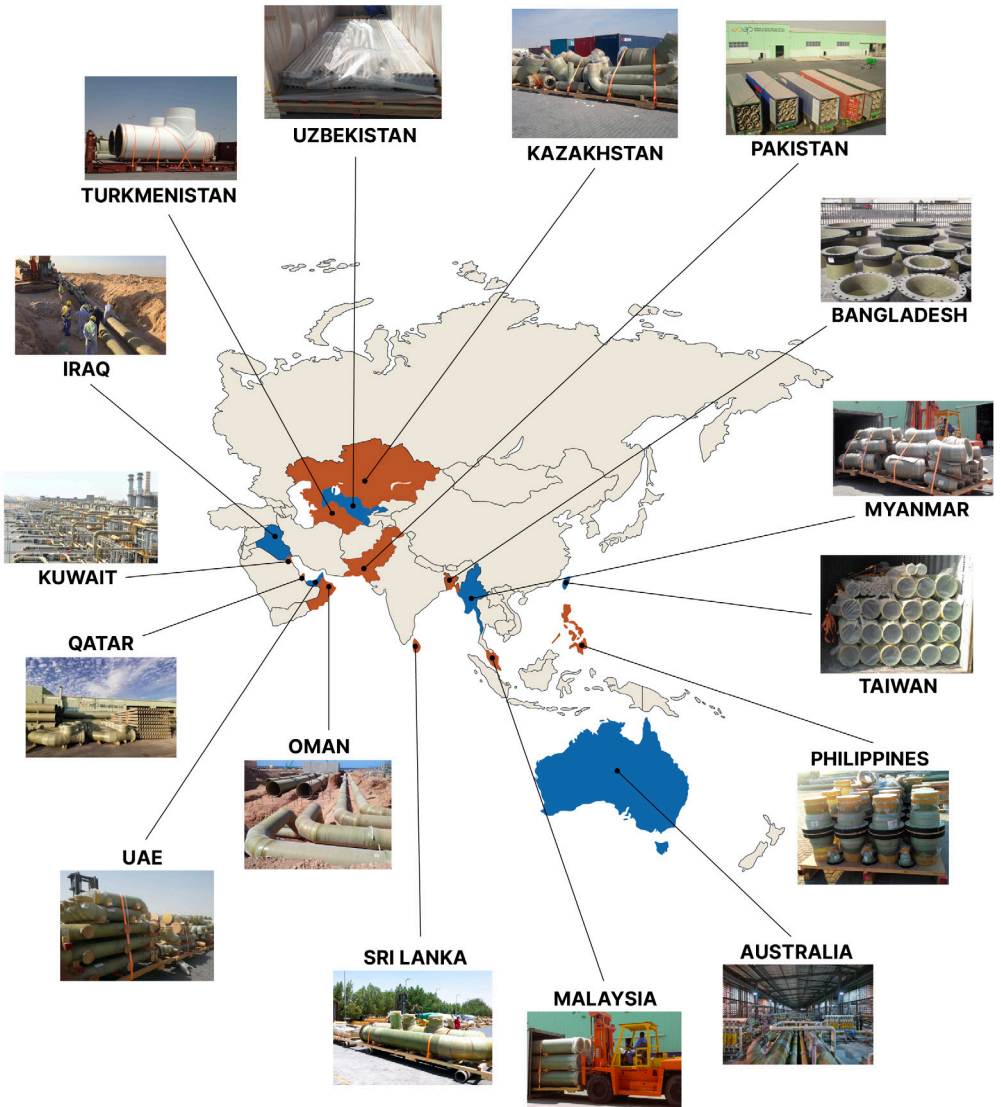 UZBEKISTAN
KAZAKHSTAN
PAKISTAN
TURKMENISTAN
BANGLADESH
IRAQ
MYANMAR
KUWAIT
QATAR
TAIWAN
OMAN
PHILIPPINES
UAE
SRI LANKA
AUSTRALIA
MALAYSIA